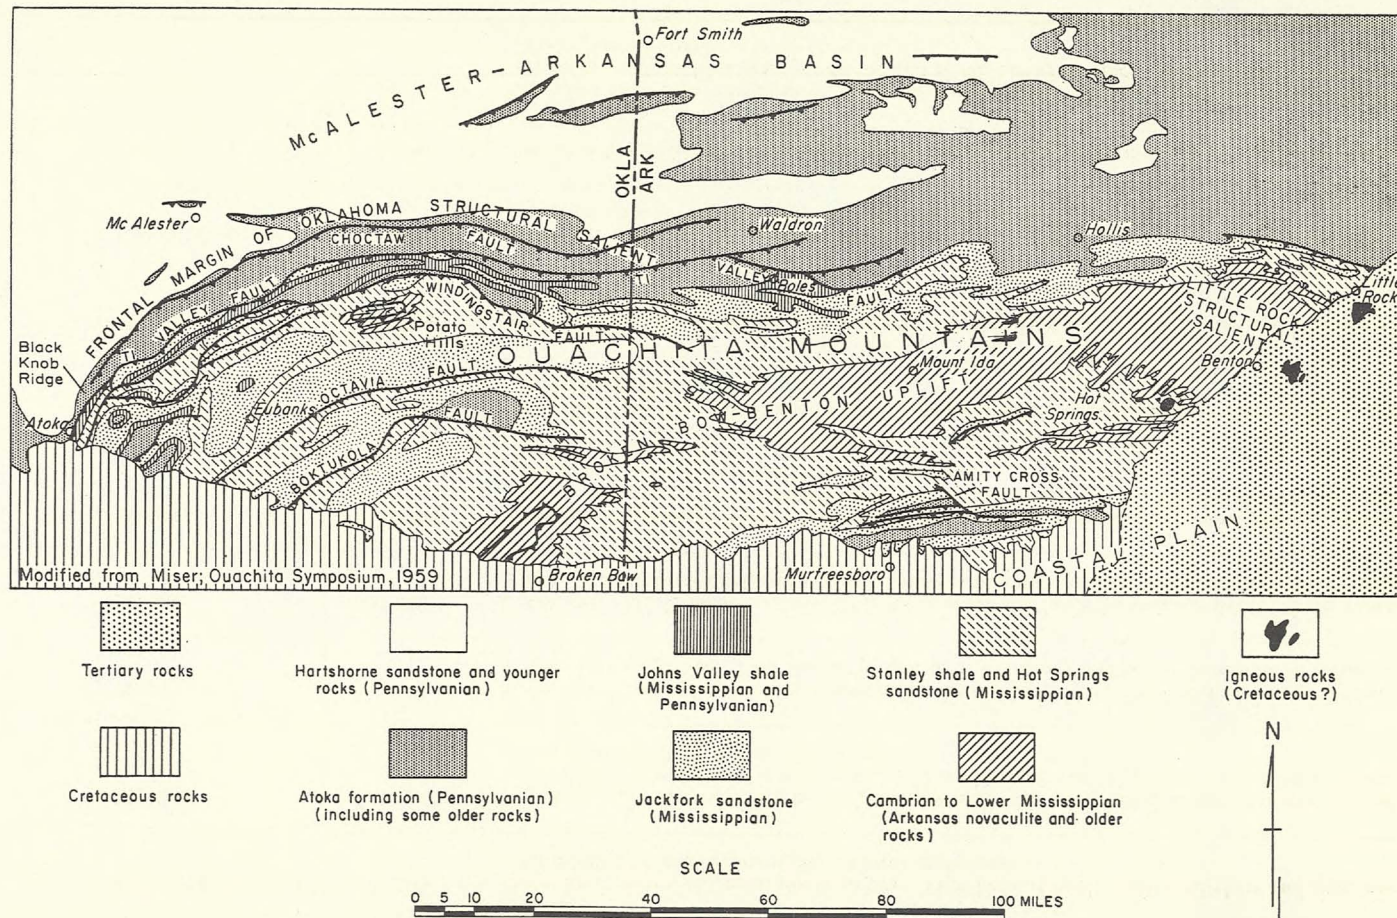 Fort Smith
McALESTER-ARKANSAS BASIN
OKLA
ARK
McAlester
FRONTAL MARGIN OF OKLAHOMA STRUCTURAL SALIENT
CHOCTAW FAULT
Waldron
Hollis
TI VALLEY FAULT
TI VALLEY FAULT
Boles
WINDINGSTAIR FAULT
Little Rock
LITTLE ROCK
STRUCTURAL
SALIENT
Potato
Hills
Black
Knob
Ridge
OUACHITA MOUNTAINS
Mount Ida
Benton
OCTAVIA FAULT
Eubanks
BROKEN BOW-BENTON UPLIFT
Hot
Springs
Atoka
BOKTUKOLA FAULT
AMITY CROSS
FAULT
COASTAL PLAIN
Broken Bow
Murfreesboro
Modified from Miser; Ouachita Symposium, 1959
Tertiary rocks
Hartshorne sandstone and younger
rocks (Pennsylvanian)
Johns Valley shale
(Mississippian and
Pennsylvanian)
Stanley shale and Hot Springs
sandstone (Mississippian)
Igneous rocks
(Cretaceous?)
Cretaceous rocks
Atoka formation (Pennsylvanian)
(including some older rocks)
Jackfork sandstone
(Mississippian)
Cambrian to Lower Mississippian
(Arkansas novaculite and older
rocks)
N
SCALE
0 5 10 20 40 60 80 100 MILES